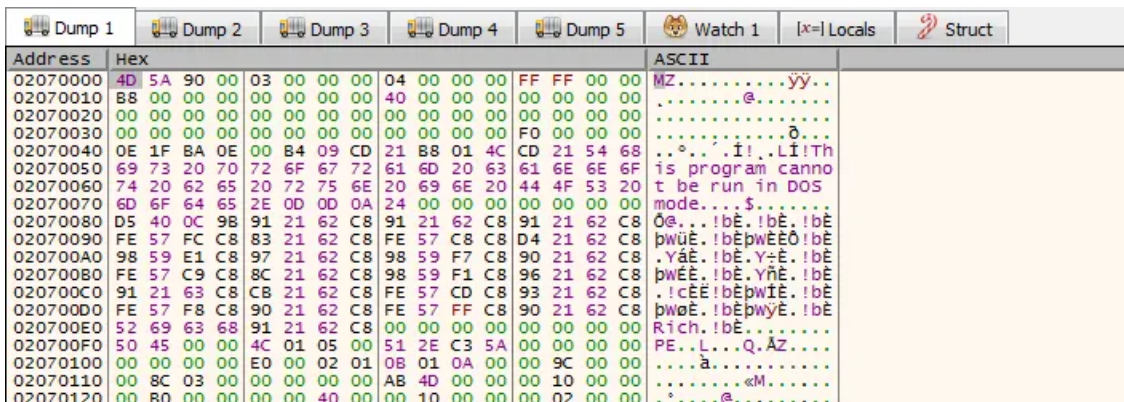 Dump 1 Dump 2 Dump 3 Dump 4 Dump 5 Watch 1 [x=] Locals Struct
Address Hex ASCII
02070000 4D 5A 90 00 03 00 00 00 04 00 00 00 FF FF 00 00 MZ..........ÿÿ..
02070010 B8 00 00 00 00 00 00 00 40 00 00 00 00 00 00 00 ¸.......@.......
02070020 00 00 00 00 00 00 00 00 00 00 00 00 00 00 00 00 ................
02070030 00 00 00 00 00 00 00 00 00 00 00 00 F0 00 00 00 ............ð...
02070040 0E 1F BA 0E 00 B4 09 CD 21 B8 01 4C CD 21 54 68 ..º..´.Í!¸.LÍ!Th
02070050 69 73 20 70 72 6F 67 72 61 6D 20 63 61 6E 6E 6F is program canno
02070060 74 20 62 65 20 72 75 6E 20 69 6E 20 44 4F 53 20 t be run in DOS
02070070 6D 6F 64 65 2E 0D 0D 0A 24 00 00 00 00 00 00 00 mode....$.......
02070080 D5 40 0C 9B 91 21 62 C8 91 21 62 C8 91 21 62 C8 Õ@...!bÈ.!bÈ.!bÈ
02070090 FE 57 FC C8 83 21 62 C8 FE 57 C8 C8 D4 21 62 C8 þWüÈ.!bÈþWÈÈÔ!bÈ
020700A0 98 59 E1 C8 97 21 62 C8 98 59 F7 C8 90 21 62 C8 .YáÈ.!bÈ.Y÷È.!bÈ
020700B0 FE 57 C9 C8 8C 21 62 C8 98 59 F1 C8 96 21 62 C8 þWÉÈ.!bÈ.YñÈ.!bÈ
020700C0 91 21 63 C8 CB 21 62 C8 FE 57 CD C8 93 21 62 C8 .!cÈË!bÈþWÍÈ.!bÈ
020700D0 FE 57 F8 C8 90 21 62 C8 FE 57 FF C8 90 21 62 C8 þWøÈ.!bÈþWÿÈ.!bÈ
020700E0 52 69 63 68 91 21 62 C8 00 00 00 00 00 00 00 00 Rich.!bÈ........
020700F0 50 45 00 00 4C 01 05 00 51 2E C3 5A 00 00 00 00 PE..L...Q.ÃZ....
02070100 00 00 00 00 E0 00 02 01 0B 01 0A 00 00 9C 00 00 ....à...........
02070110 00 8C 03 00 00 00 00 00 AB 4D 00 00 00 10 00 00 ........«M......
02070120 00 B0 00 00 00 00 40 00 00 10 00 00 00 02 00 00 .°....@.........